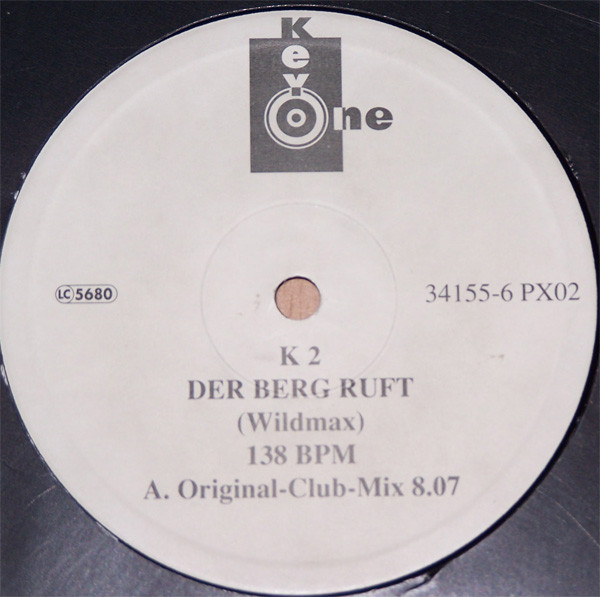 Key One
LC 5680
34155-6 PX02
K 2
DER BERG RUFT
(Wildmax)
138 BPM
A. Original-Club-Mix 8.07